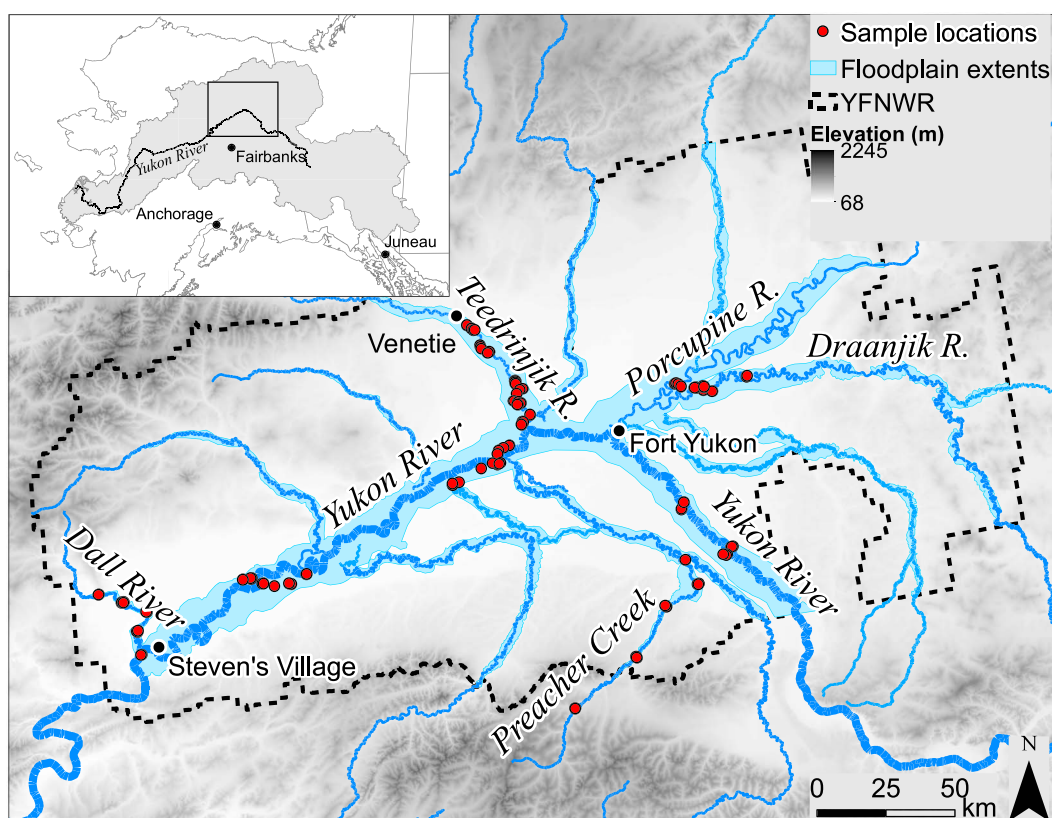 Sample locations
Floodplain extents
YFNWR
Elevation (m)
2245
68
Yukon River
Fairbanks
Anchorage
Juneau
Venetie
Teedrinjik R.
Porcupine R.
Draanjik R.
Fort Yukon
Yukon River
Yukon River
Dall River
Steven's Village
Preacher Creek
N
0 25 50
km